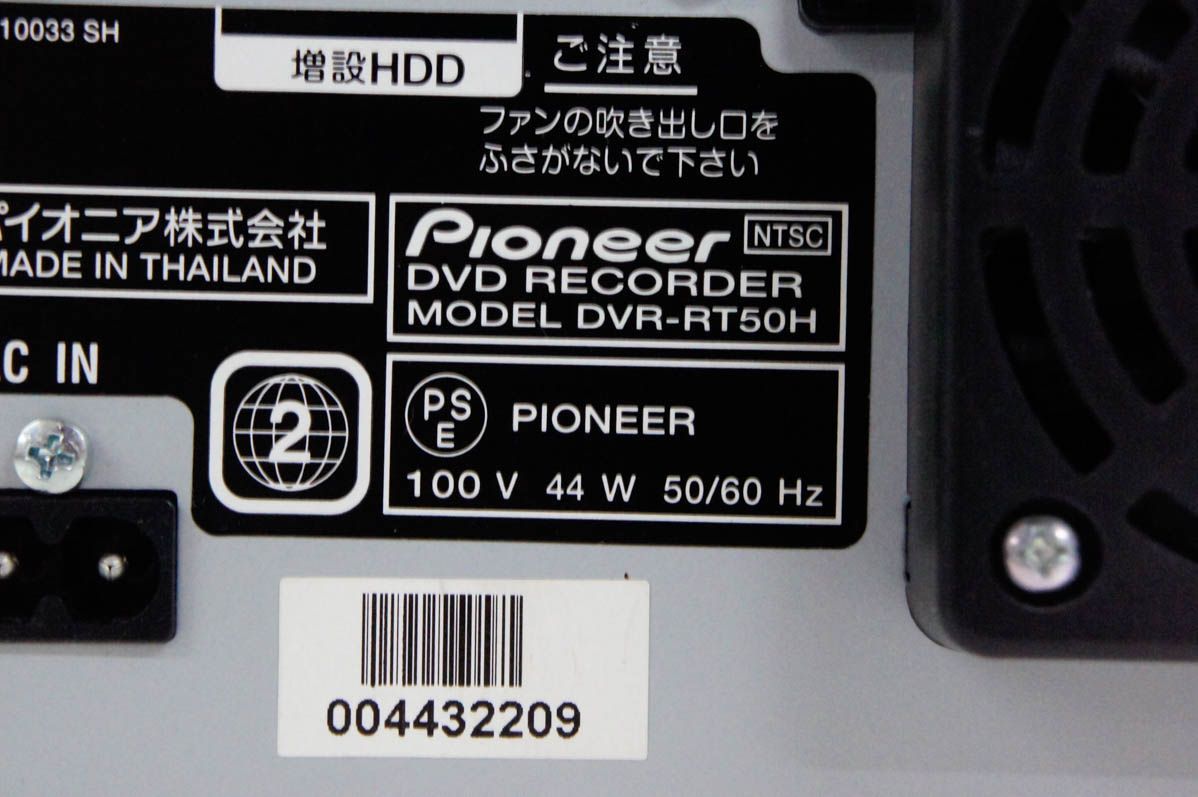 10033 SH
増設HDD
ご注意
ファンの吹き出し口を
ふさがないで下さい
パイオニア株式会社
MADE IN THAILAND
Pioneer NTSC
DVD RECORDER
MODEL DVR-RT50H
AC IN
2
PSE PIONEER
100 V 44 W 50/60 Hz
004432209